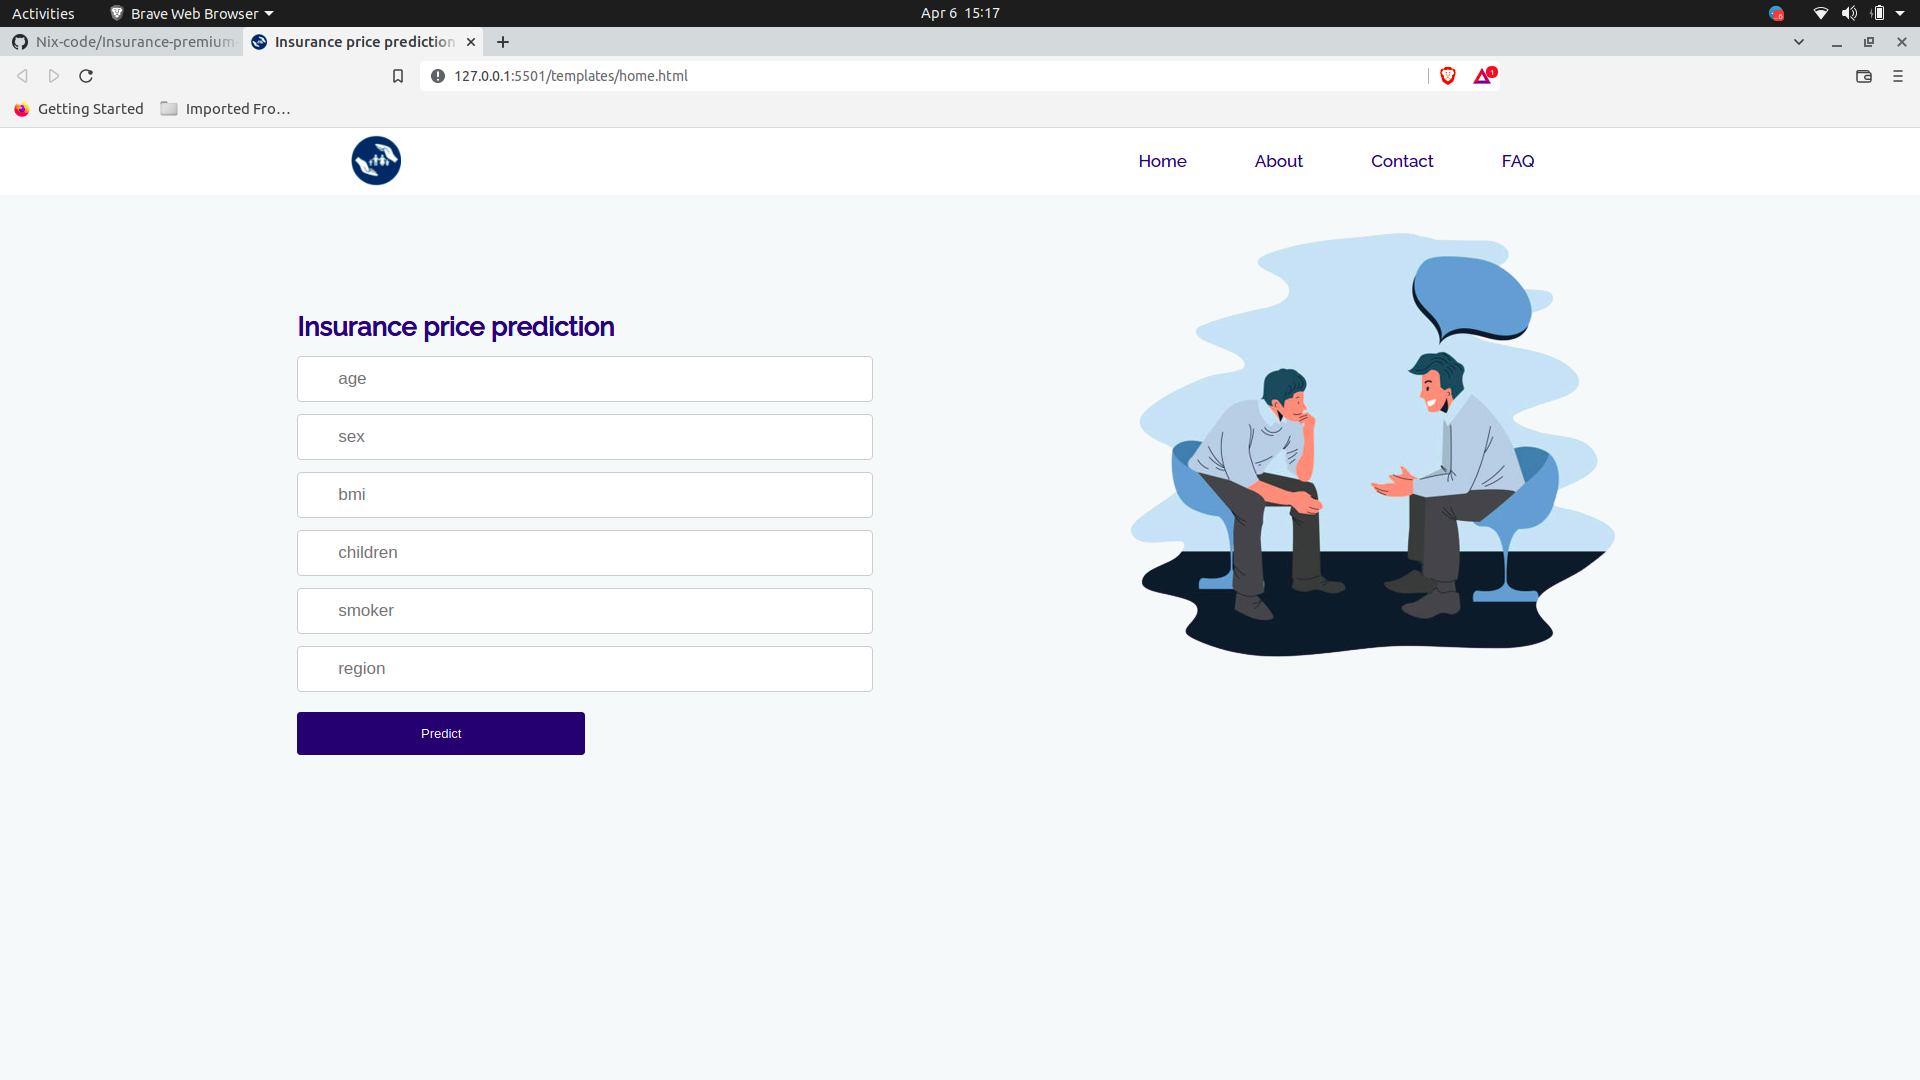 Activities
Brave Web Browser
Apr 6 15:17
Nix-code/Insurance-premium
Insurance price prediction
127.0.0.1:5501/templates/home.html
1
Getting Started
Imported Fro…
Home
About
Contact
FAQ
Insurance price prediction
age
sex
bmi
children
smoker
region
Predict